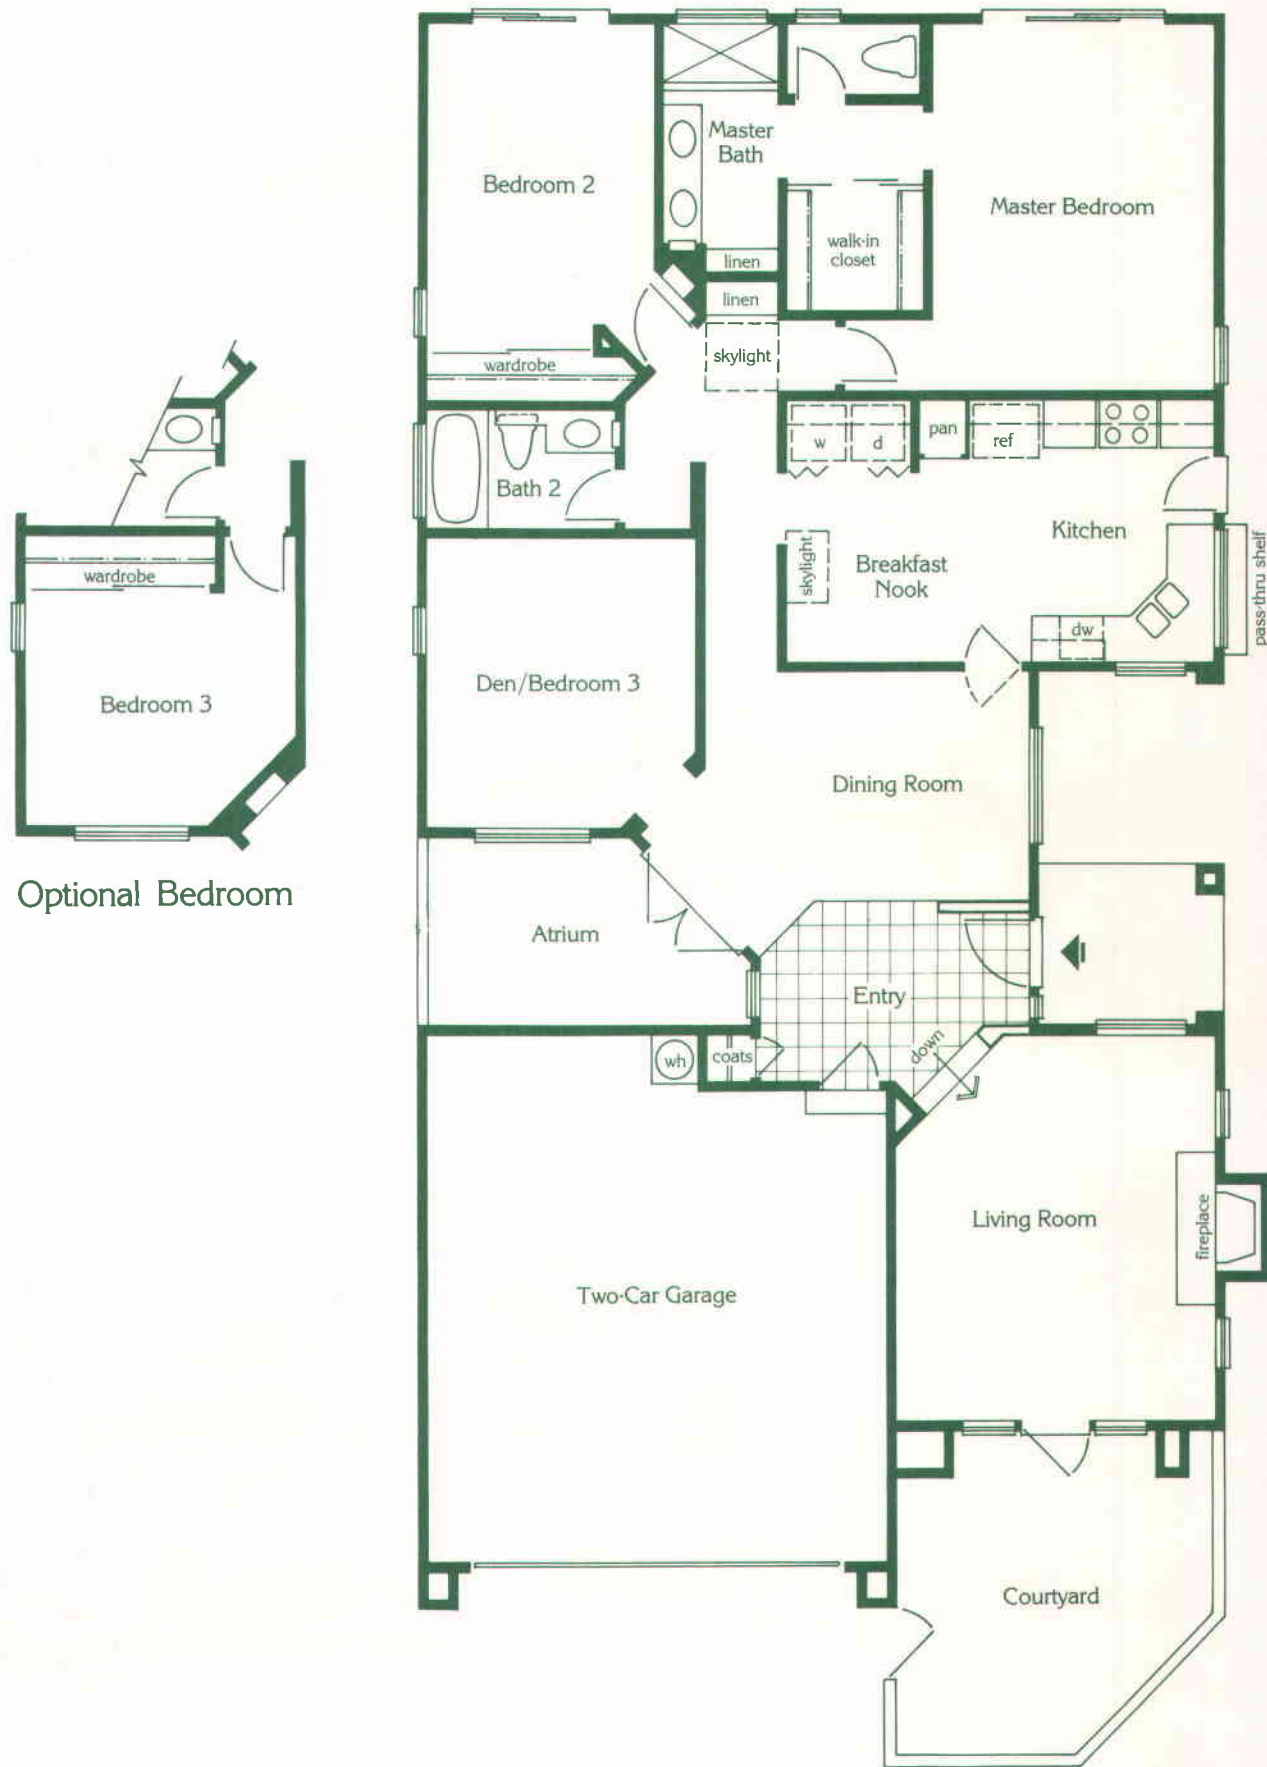 Bedroom 2
Master
Bath
Master Bedroom
walk-in
closet
linen
linen
skylight
wardrobe
w
d
pan
ref
Bath 2
Kitchen
skylight
Breakfast
Nook
pass-thru shelf
dw
wardrobe
Bedroom 3
Optional Bedroom
Den/Bedroom 3
Dining Room
Atrium
Entry
down
wh
coats
Living Room
fireplace
Two-Car Garage
Courtyard